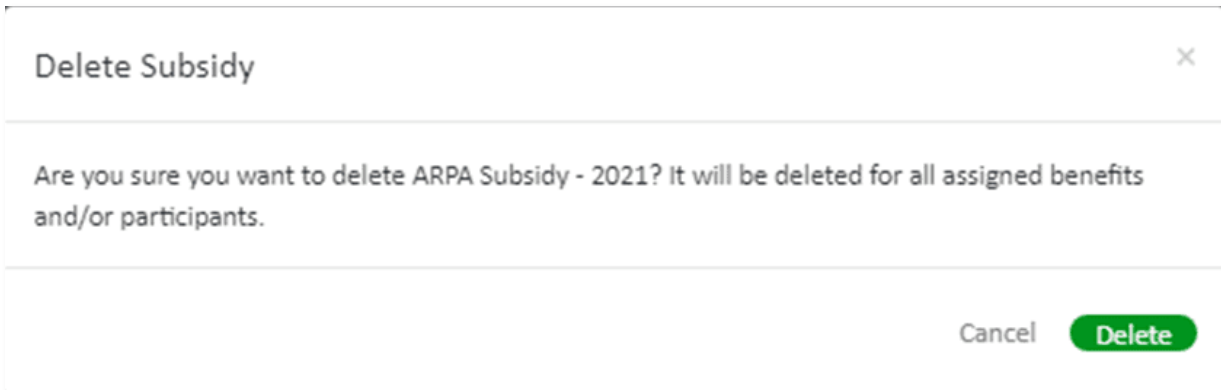 Delete Subsidy
Are you sure you want to delete ARPA Subsidy - 2021? It will be deleted for all assigned benefits
and/or participants.
Cancel Delete